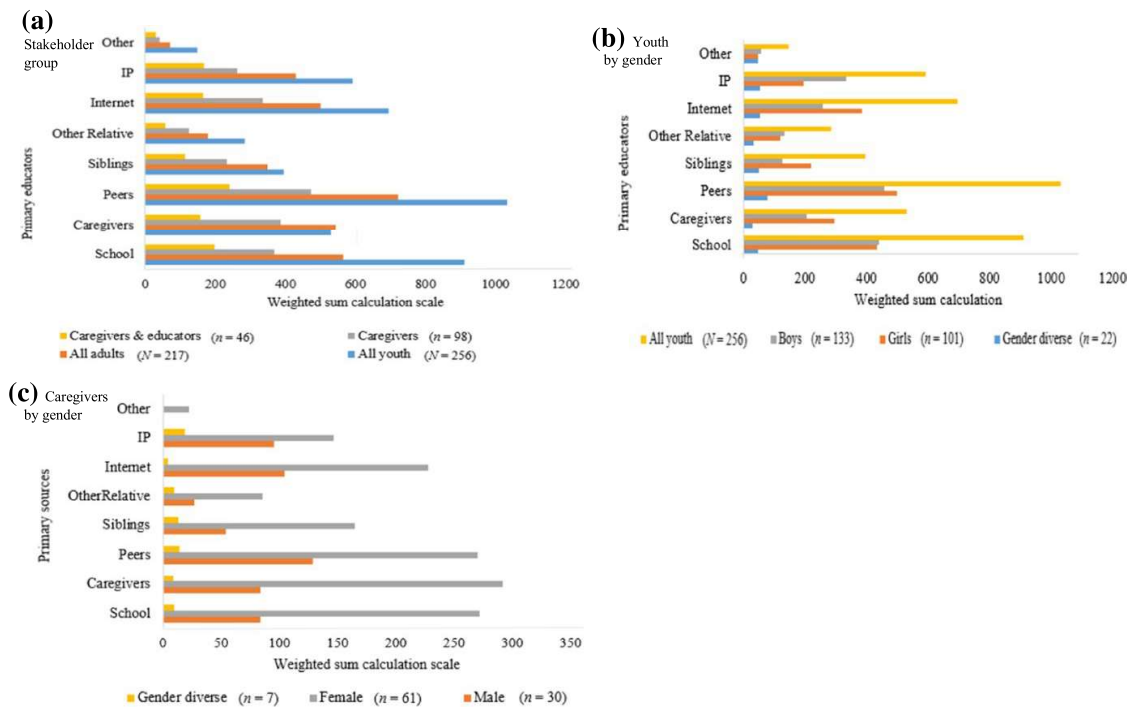 (a)
Stakeholder
group
Primary educators
Other
IP
Internet
Other Relative
Siblings
Peers
Caregivers
School
0 200 400 600 800 1000 1200
Weighted sum calculation scale
Caregivers & educators (n = 46)
Caregivers (n = 98)
All adults (N = 217)
All youth (N = 256)
(b) Youth
by gender
Primary educators
Other
IP
Internet
Other Relative
Siblings
Peers
Caregivers
School
0 200 400 600 800 1000 1200
Weighted sum calculation
All youth (N = 256) Boys (n = 133) Girls (n = 101) Gender diverse (n = 22)
(c) Caregivers
by gender
Primary sources
Other
IP
Internet
OtherRelative
Siblings
Peers
Caregivers
School
0 50 100 150 200 250 300 350
Weighted sum calculation scale
Gender diverse (n = 7) Female (n = 61) Male (n = 30)